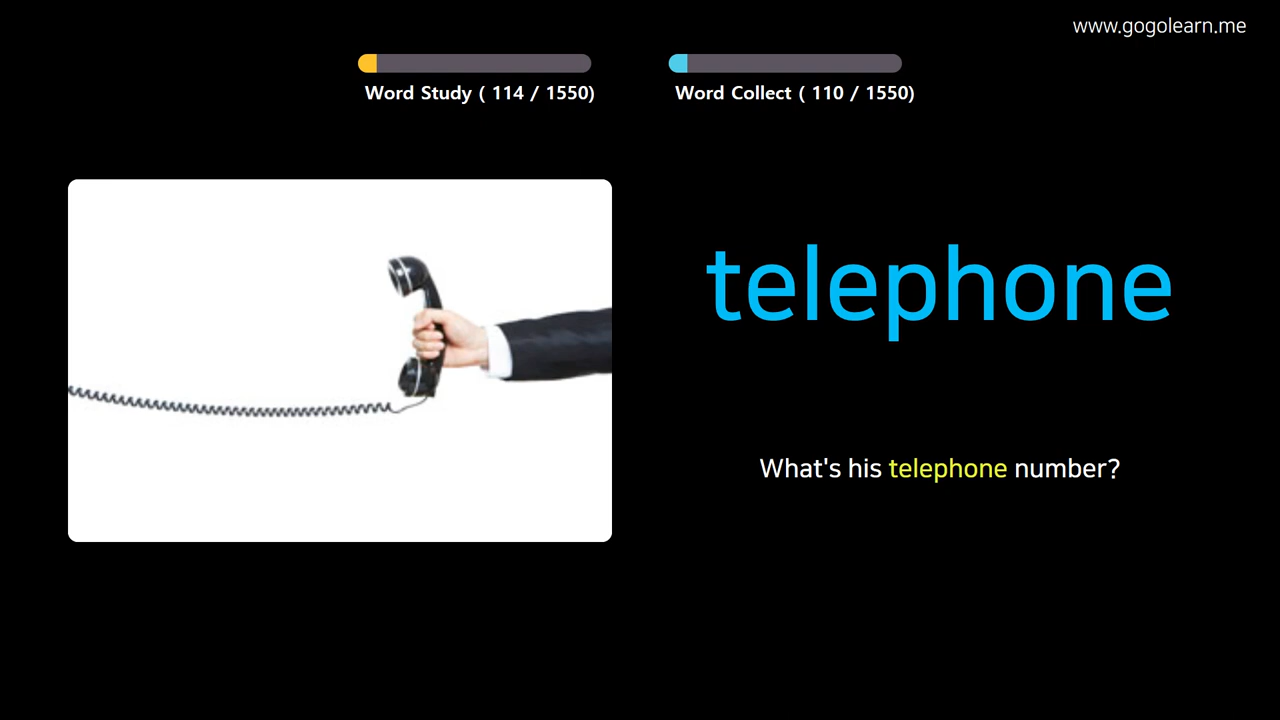 www.gogolearn.me
Word Study ( 114 / 1550)
Word Collect ( 110 / 1550)
telephone
What's his telephone number?